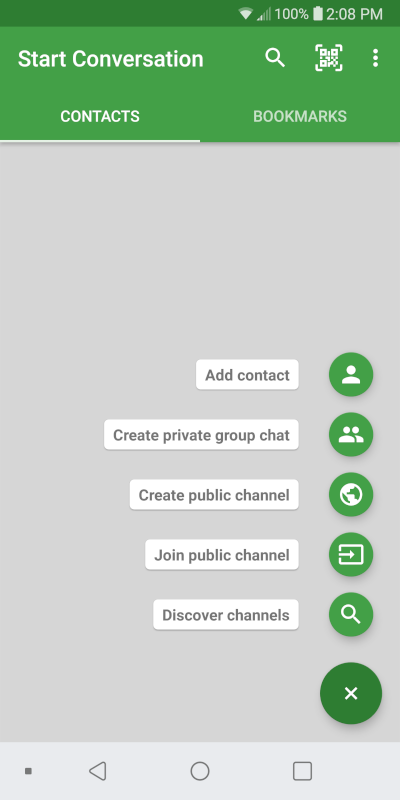 100% 2:08 PM
Start Conversation
CONTACTS BOOKMARKS
Add contact
Create private group chat
Create public channel
Join public channel
Discover channels